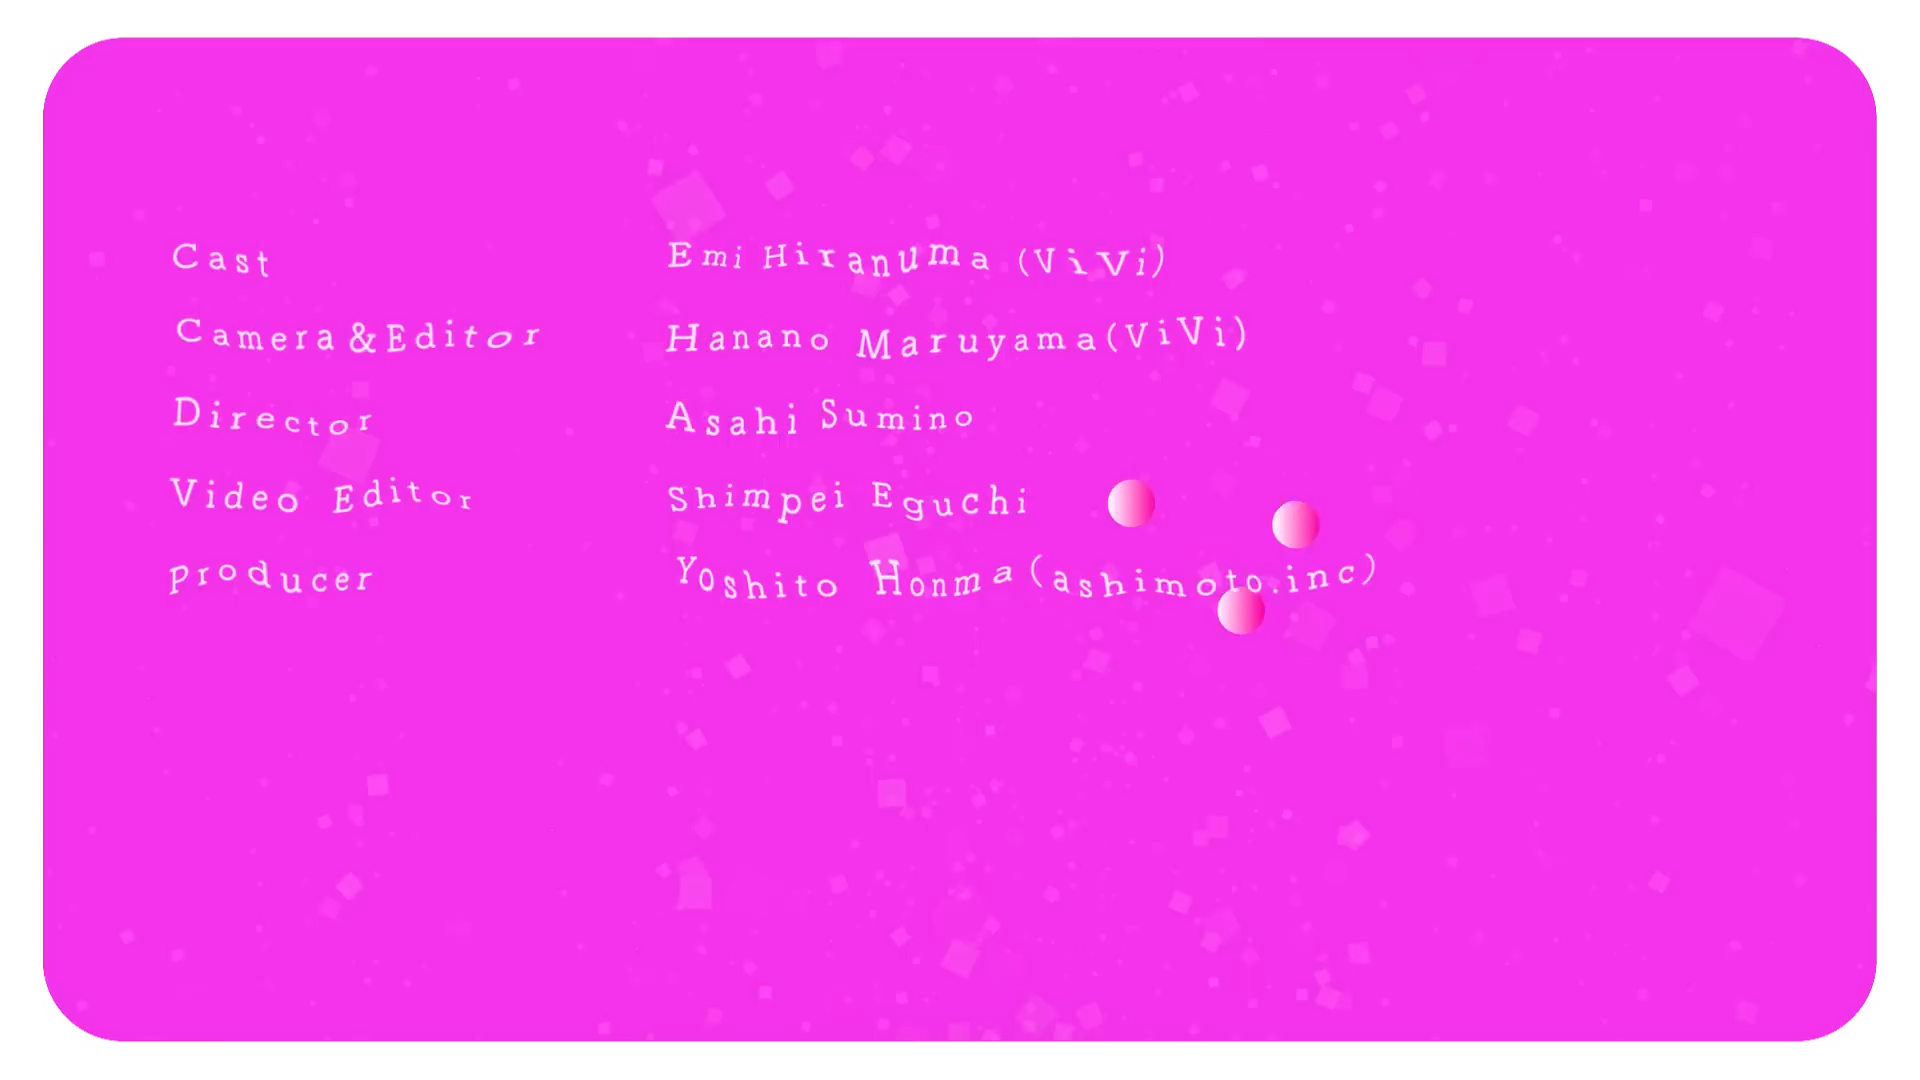 Cast Emi Hiranuma (ViVi)
Camera&Editor Hanano Maruyama(ViVi)
Director Asahi Sumino
Video Editor Shimpei Eguchi
producer Yoshito Honma(ashimoto.inc)